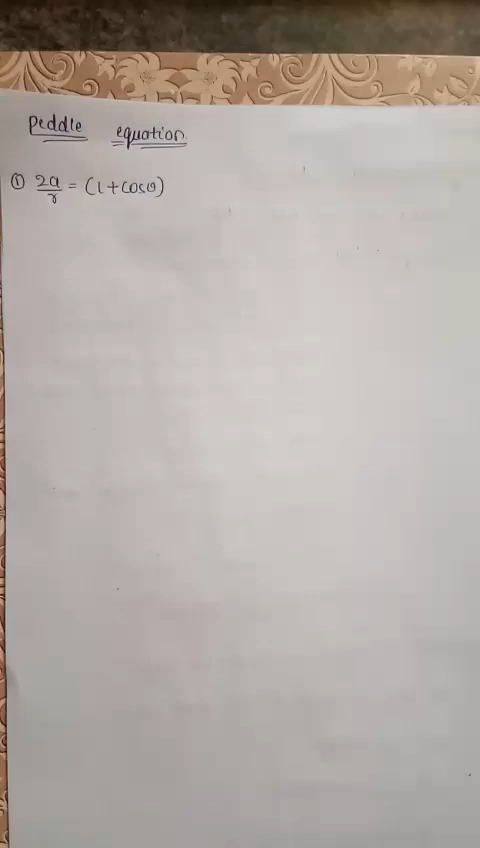 Peddle equation
① 2a/r = (1+cosθ)